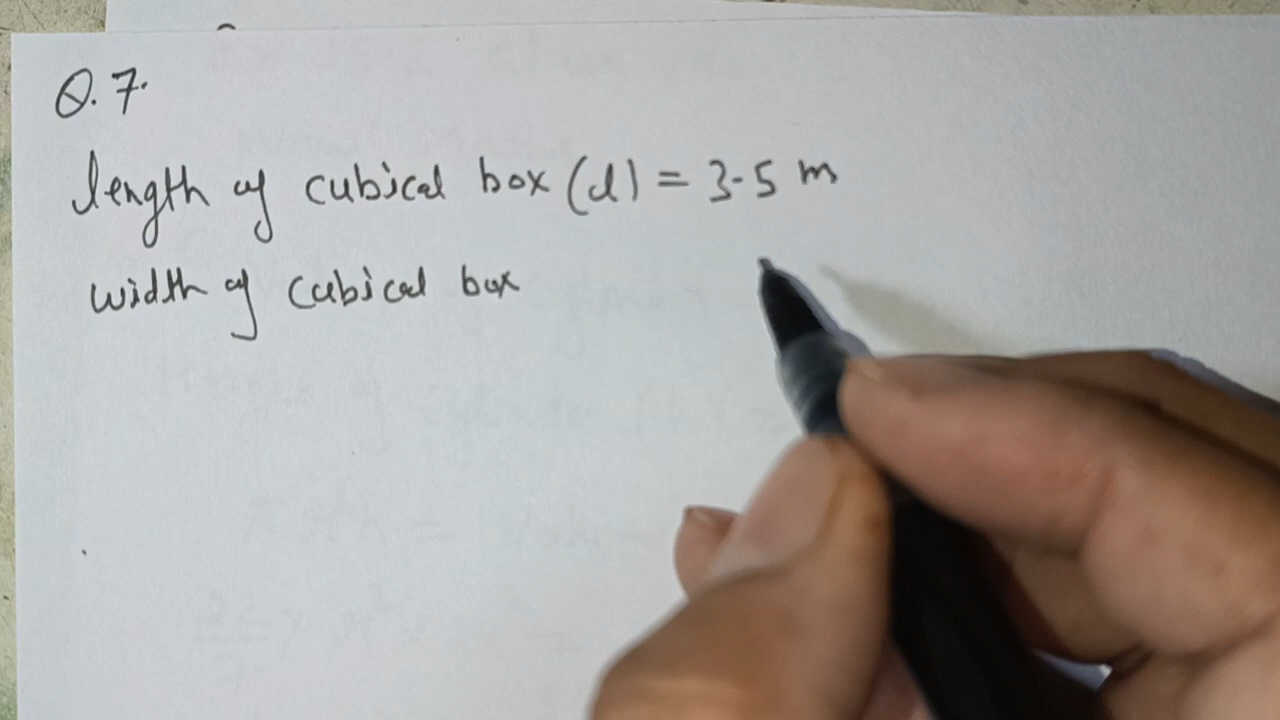 Q. 7.
length of cubical box (l) = 3.5 m
width of cubical box